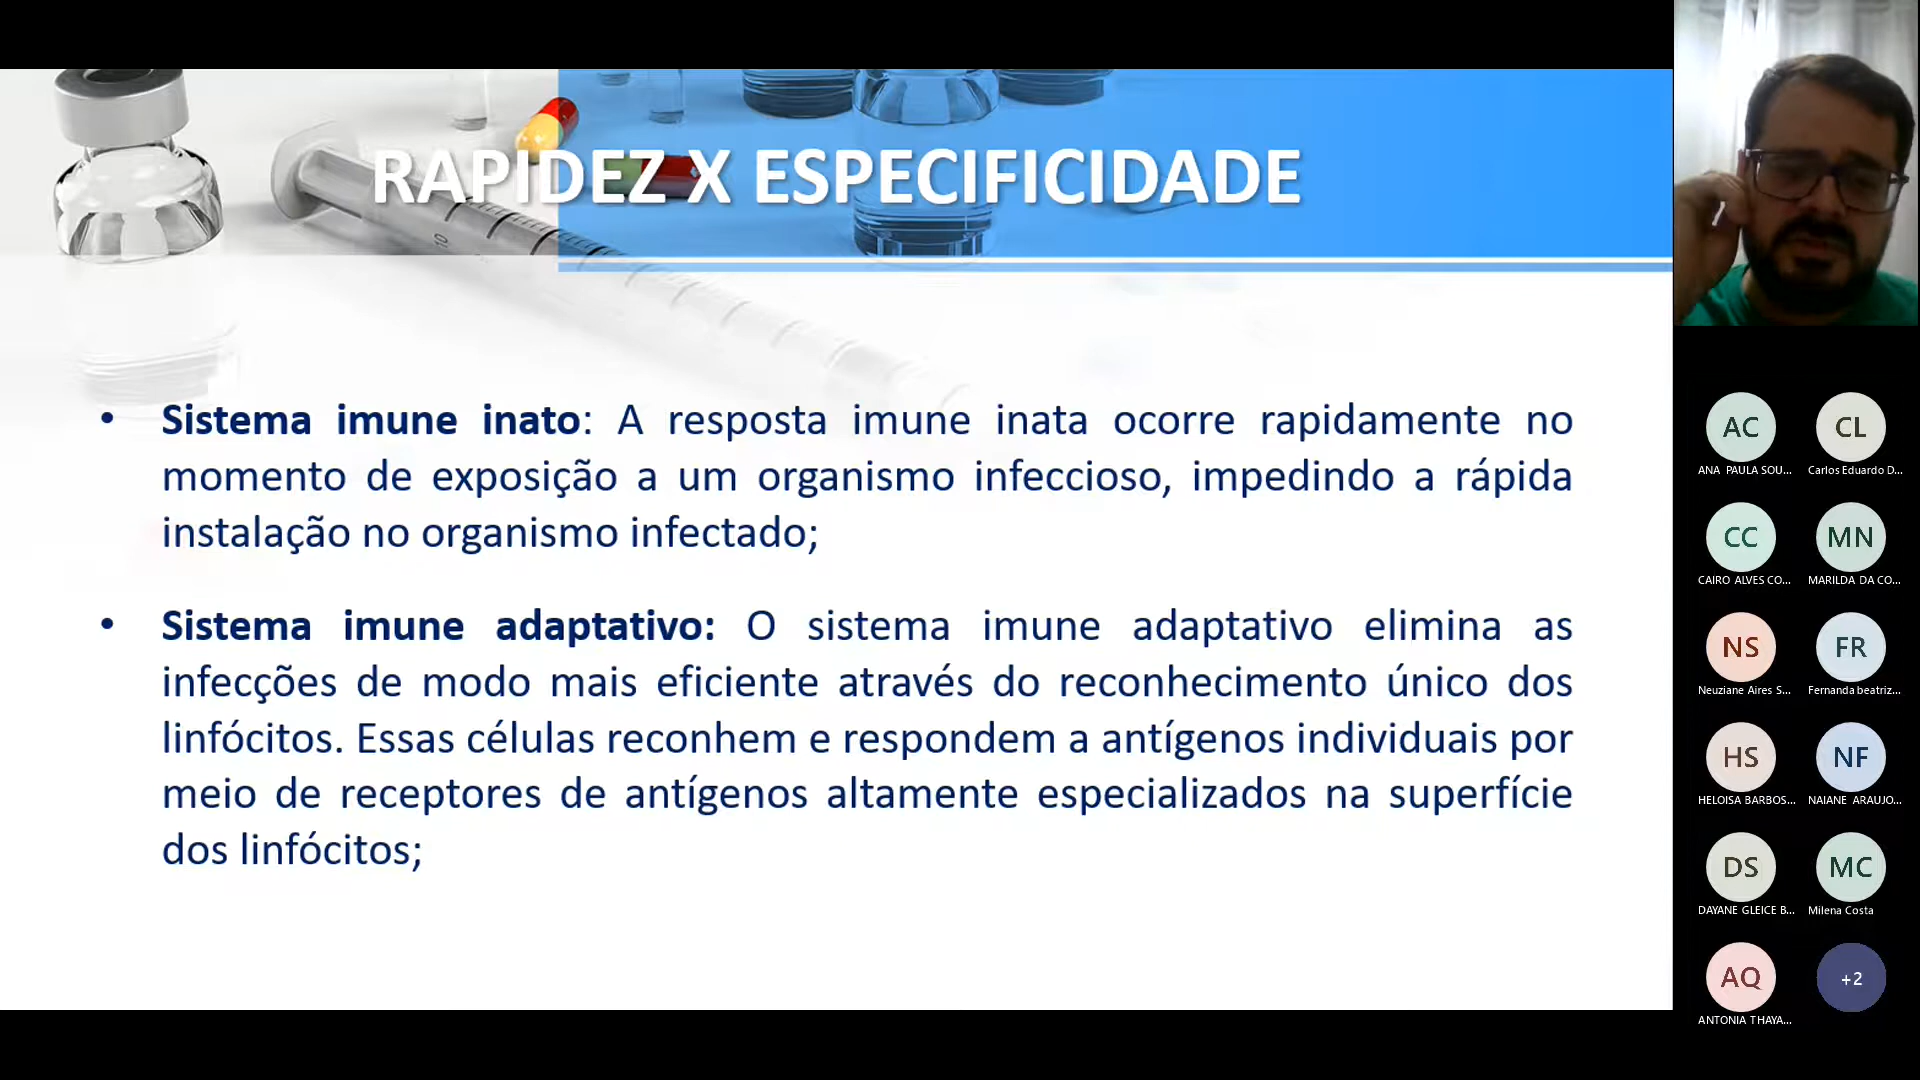 RAPIDEZ X ESPECIFICIDADE
• Sistema imune inato: A resposta imune inata ocorre rapidamente no
momento de exposição a um organismo infeccioso, impedindo a rápida
instalação no organismo infectado;
• Sistema imune adaptativo: O sistema imune adaptativo elimina as
infecções de modo mais eficiente através do reconhecimento único dos
linfócitos. Essas células reconhem e respondem a antígenos individuais por
meio de receptores de antígenos altamente especializados na superfície
dos linfócitos;
10
AC
ANA PAULA SOU...
CL
Carlos Eduardo D...
CC
CAIRO ALVES CO...
MN
MARILDA DA CO...
NS
Neuziane Aires S...
FR
Fernanda beatriz...
HS
HELOISA BARBOS...
NF
NAIANE ARAUJO...
DS
DAYANE GLEICE B...
MC
Milena Costa
AQ
ANTONIA THAYA...
+2